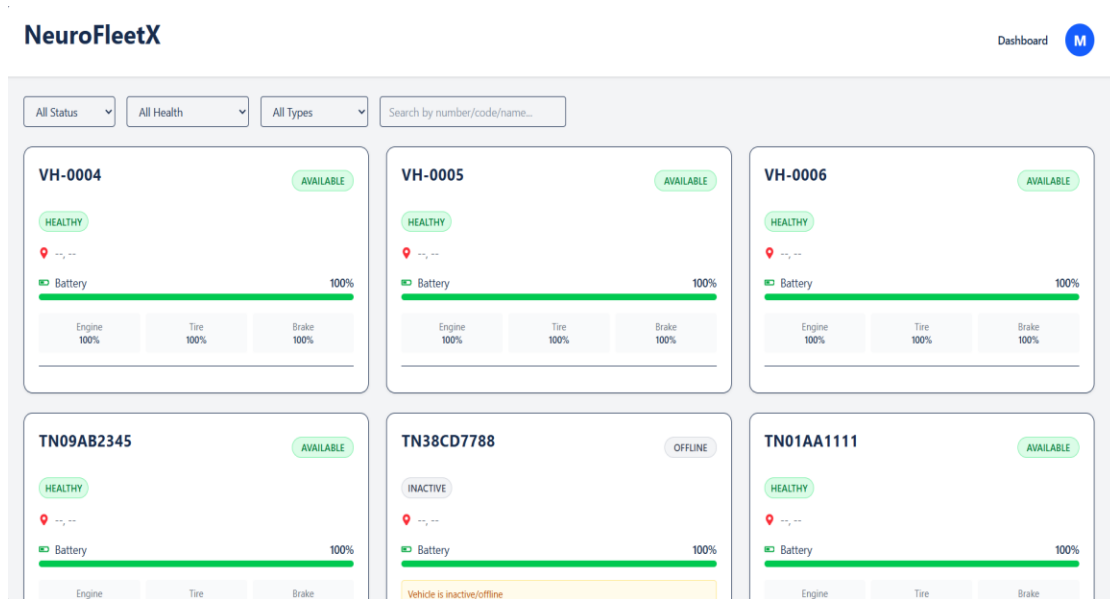 NeuroFleetX
Dashboard M
All Status All Health All Types Search by number/code/name...
VH-0004 AVAILABLE
HEALTHY
--, --
Battery 100%
Engine Tire Brake
100% 100% 100%
VH-0005 AVAILABLE
HEALTHY
--, --
Battery 100%
Engine Tire Brake
100% 100% 100%
VH-0006 AVAILABLE
HEALTHY
--, --
Battery 100%
Engine Tire Brake
100% 100% 100%
TN09AB2345 AVAILABLE
HEALTHY
--, --
Battery 100%
Engine Tire Brake
TN38CD7788 OFFLINE
INACTIVE
--, --
Battery 100%
Vehicle is inactive/offline
TN01AA1111 AVAILABLE
HEALTHY
--, --
Battery 100%
Engine Tire Brake